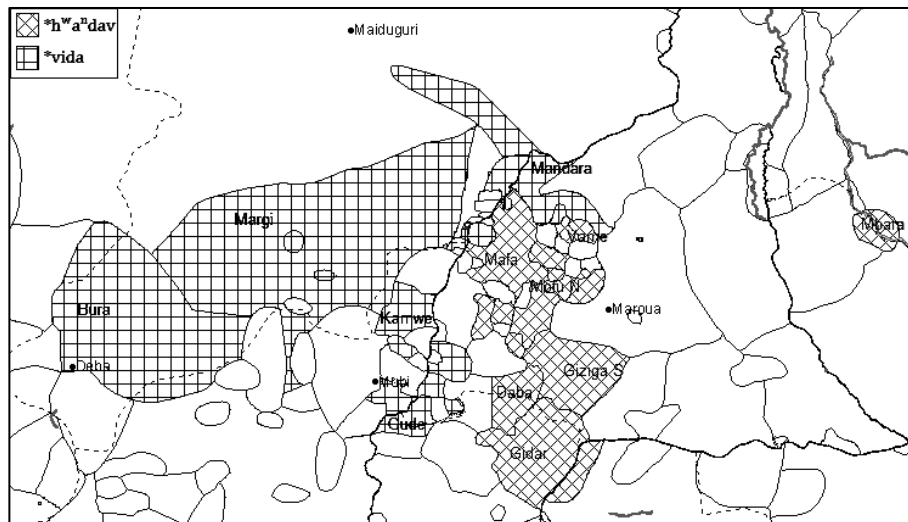 *hʷaⁿdav
*vida
Maiduguri
Mandara
Margi
Vame
Mbara
Mafa
Mofu N
Bura
Kamwe
Maroua
Deba
Mubi
Daba
Giziga S
Gude
Gidar